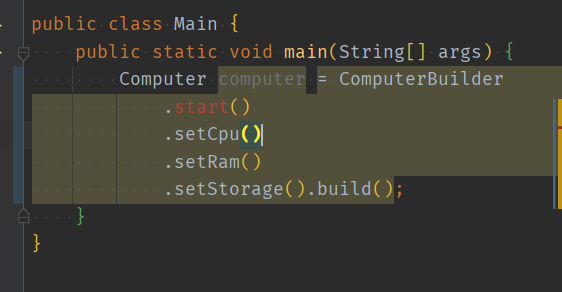 public class Main {
    public static void main(String[] args) {
        Computer computer = ComputerBuilder
            .start()
            .setCpu()
            .setRam()
            .setStorage().build();
    }
}